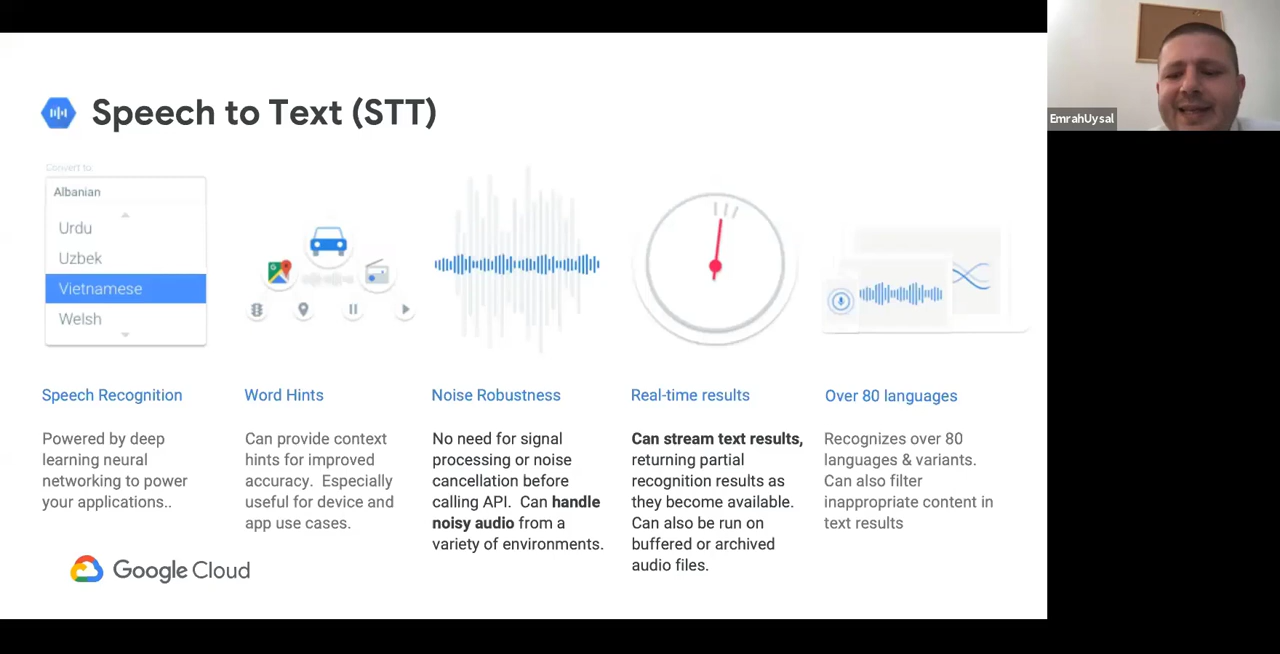 Speech to Text (STT)
Convert to:
Albanian
Urdu
Uzbek
Vietnamese
Welsh
Speech Recognition
Powered by deep
learning neural
networking to power
your applications..
Word Hints
Can provide context
hints for improved
accuracy. Especially
useful for device and
app use cases.
Noise Robustness
No need for signal
processing or noise
cancellation before
calling API. Can handle
noisy audio from a
variety of environments.
Real-time results
Can stream text results,
returning partial
recognition results as
they become available.
Can also be run on
buffered or archived
audio files.
Over 80 languages
Recognizes over 80
languages & variants.
Can also filter
inappropriate content in
text results
Google Cloud
EmrahUysal